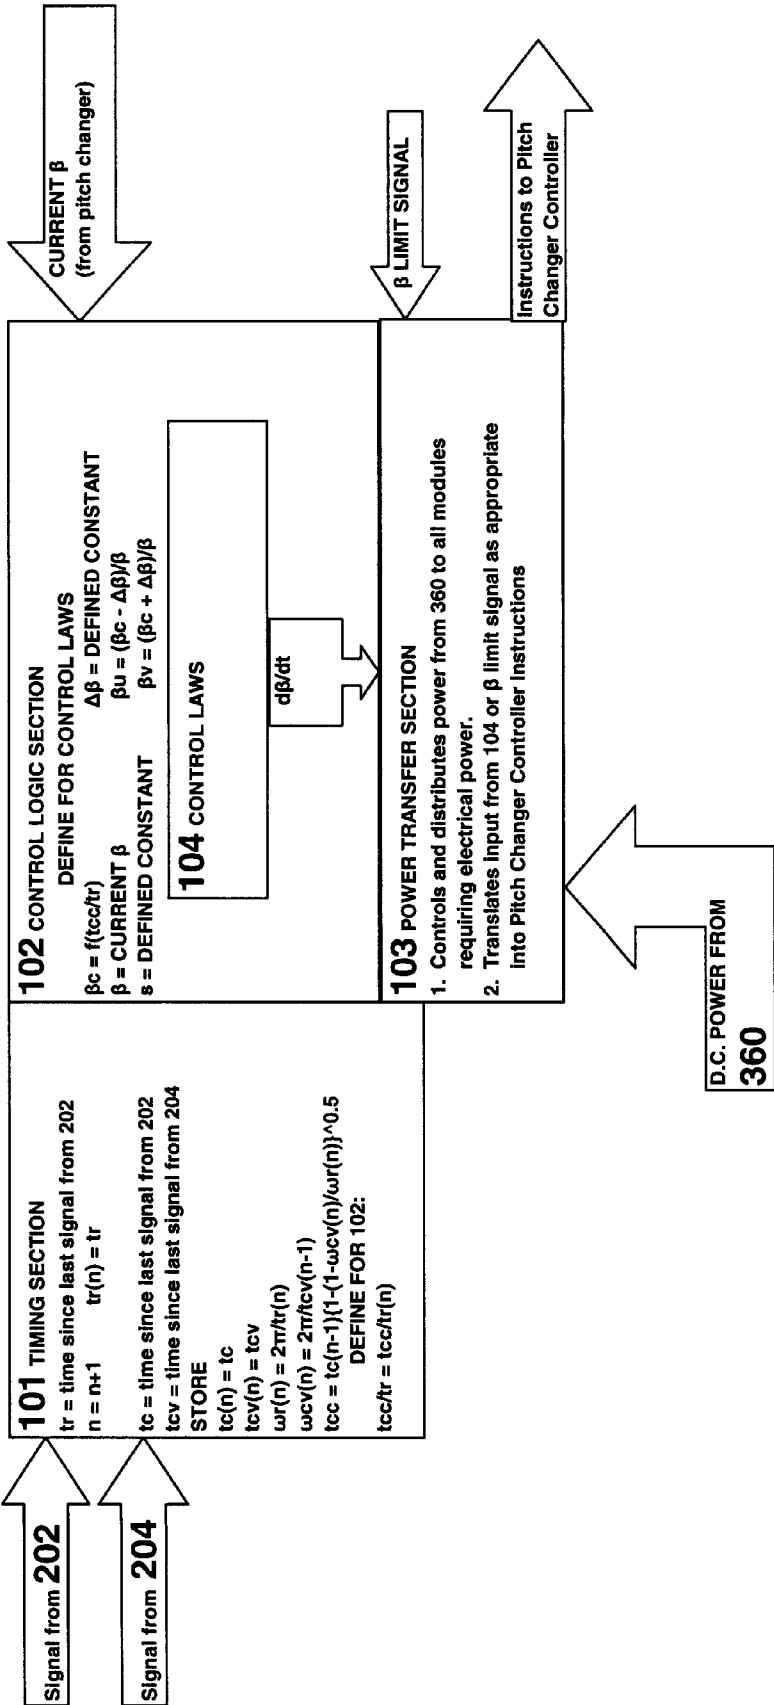 Signal from 202
Signal from 204
101 TIMING SECTION
tr = time since last signal from 202
n = n+1 tr(n) = tr
tc = time since last signal from 202
tcv = time since last signal from 204
STORE
tc(n) = tc
tcv(n) = tcv
ωr(n) = 2π/tr(n)
ωcv(n) = 2π/tcv(n-1)
tcc = tc(n-1){1-(1-ωcv(n)/ωr(n)}^0.5
DEFINE FOR 102:
tcc/tr = tcc/tr(n)
102 CONTROL LOGIC SECTION
DEFINE FOR CONTROL LAWS
βc = f(tcc/tr) Δβ = DEFINED CONSTANT
β = CURRENT β βu = (βc - Δβ)/β
s = DEFINED CONSTANT βv = (βc + Δβ)/β
104 CONTROL LAWS
dβ/dt
103 POWER TRANSFER SECTION
1. Controls and distributes power from 360 to all modules
requiring electrical power.
2. Translates input from 104 or β limit signal as appropriate
into Pitch Changer Controller Instructions
CURRENT β
(from pitch changer)
β LIMIT SIGNAL
Instructions to Pitch
Changer Controller
D.C. POWER FROM
360